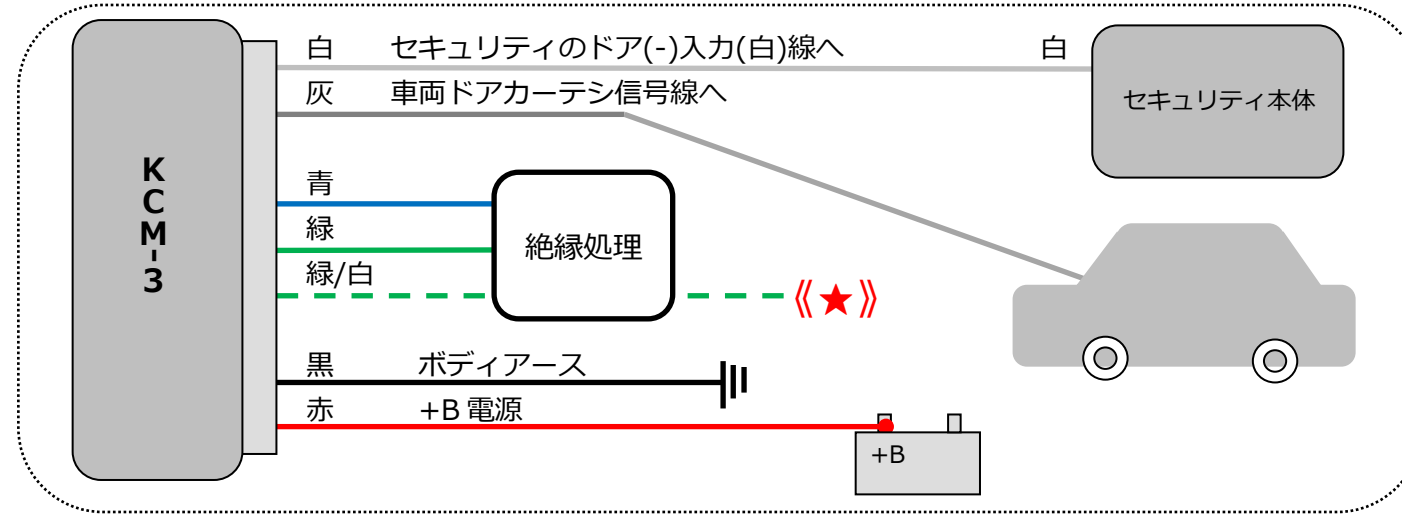 白 セキュリティのドア(-)入力(白)線へ 白
灰 車両ドアカーテシ信号線へ
セキュリティ本体
KCM-3
青
緑
緑/白
絶縁処理
《★》
黒 ボディアース
赤 +B 電源
+B